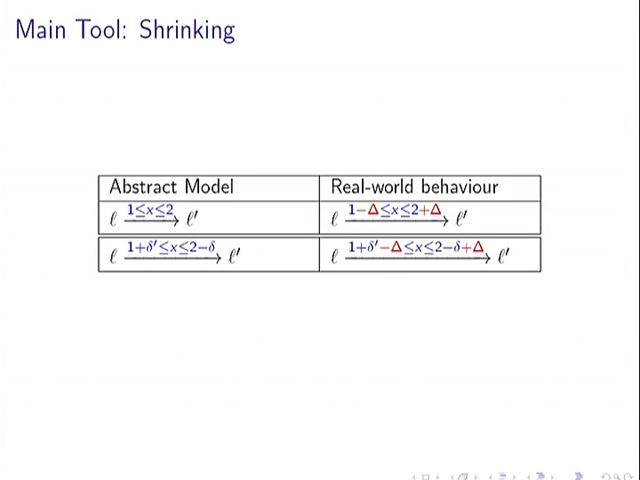 Main Tool: Shrinking
Abstract Model Real-world behaviour
ℓ 1≤x≤2 ℓ′ ℓ 1−Δ≤x≤2+Δ ℓ′
ℓ 1+δ′≤x≤2−δ ℓ′ ℓ 1+δ′−Δ≤x≤2−δ+Δ ℓ′